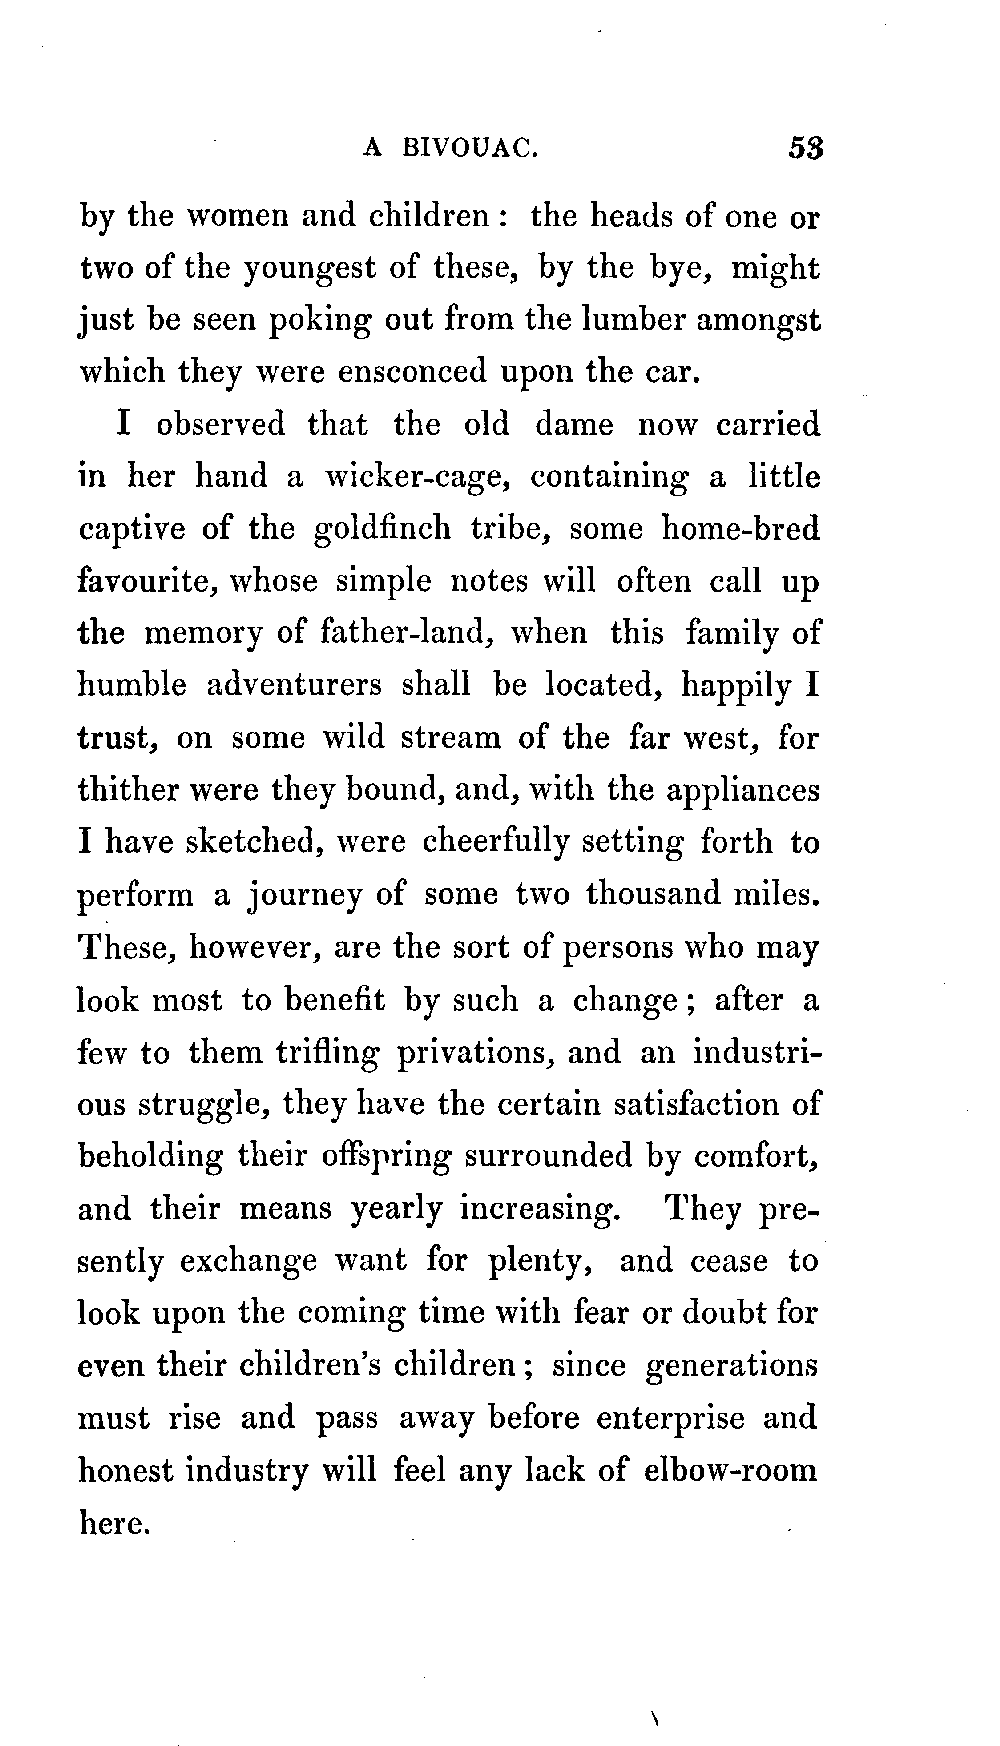 A BIVOUAC. 53
by the women and children : the heads of one or
two of the youngest of these, by the bye, might
just be seen poking out from the lumber amongst
which they were ensconced upon the car.
I observed that the old dame now carried
in her hand a wicker-cage, containing a little
captive of the goldfinch tribe, some home-bred
favourite, whose simple notes will often call up
the memory of father-land, when this family of
humble adventurers shall be located, happily I
trust, on some wild stream of the far west, for
thither were they bound, and, with the appliances
I have sketched, were cheerfully setting forth to
perform a journey of some two thousand miles.
These, however, are the sort of persons who may
look most to benefit by such a change ; after a
few to them trifling privations, and an industri-
ous struggle, they have the certain satisfaction of
beholding their offspring surrounded by comfort,
and their means yearly increasing. They pre-
sently exchange want for plenty, and cease to
look upon the coming time with fear or doubt for
even their children's children ; since generations
must rise and pass away before enterprise and
honest industry will feel any lack of elbow-room
here.